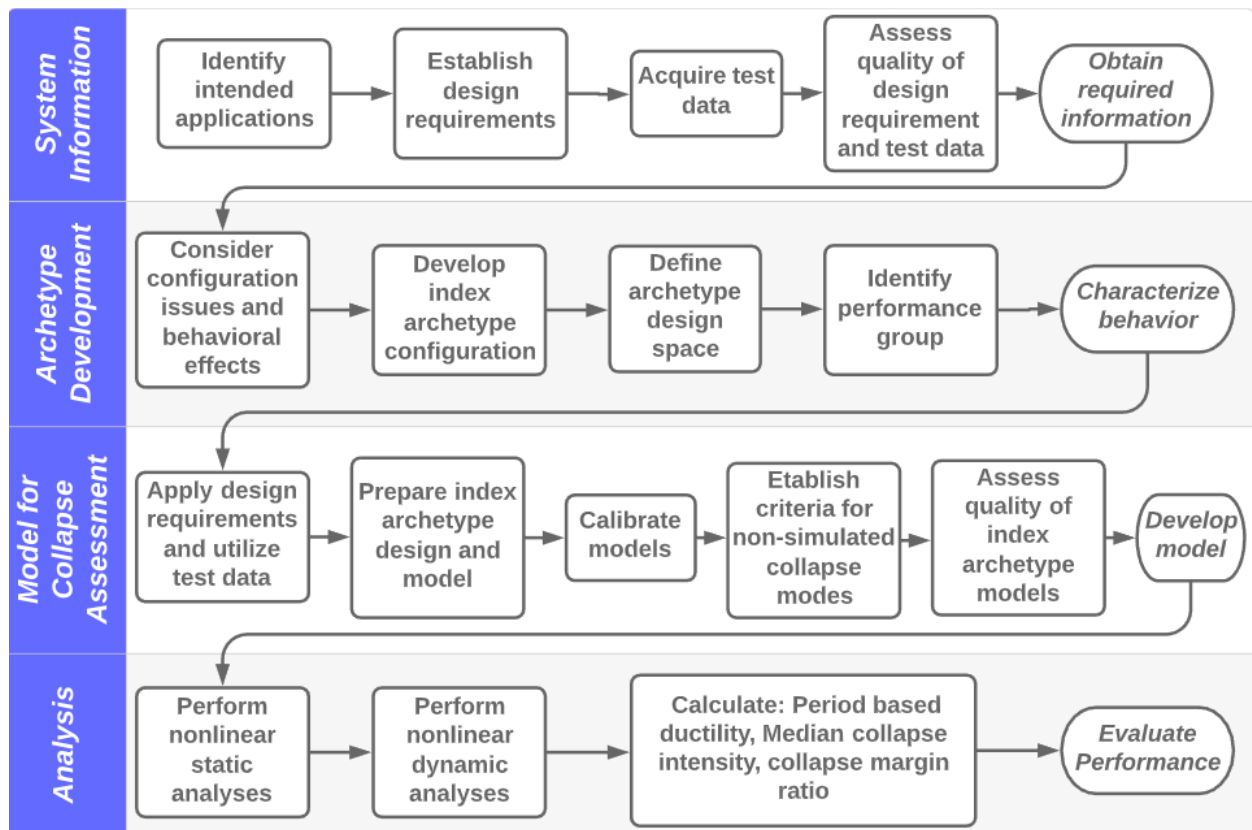 System
Information
Identify
intended
applications
Establish
design
requirements
Acquire test
data
Assess
quality of
design
requirement
and test data
Obtain
required
information
Archetype
Development
Consider
configuration
issues and
behavioral
effects
Develop
index
archetype
configuration
Define
archetype
design
space
Identify
performance
group
Characterize
behavior
Model for
Collapse
Assessment
Apply design
requirements
and utilize
test data
Prepare index
archetype
design and
model
Calibrate
models
Etablish
criteria for
non-simulated
collapse
modes
Assess
quality of
index
archetype
models
Develop
model
Analysis
Perform
nonlinear
static
analyses
Perform
nonlinear
dynamic
analyses
Calculate: Period based
ductility, Median collapse
intensity, collapse margin
ratio
Evaluate
Performance